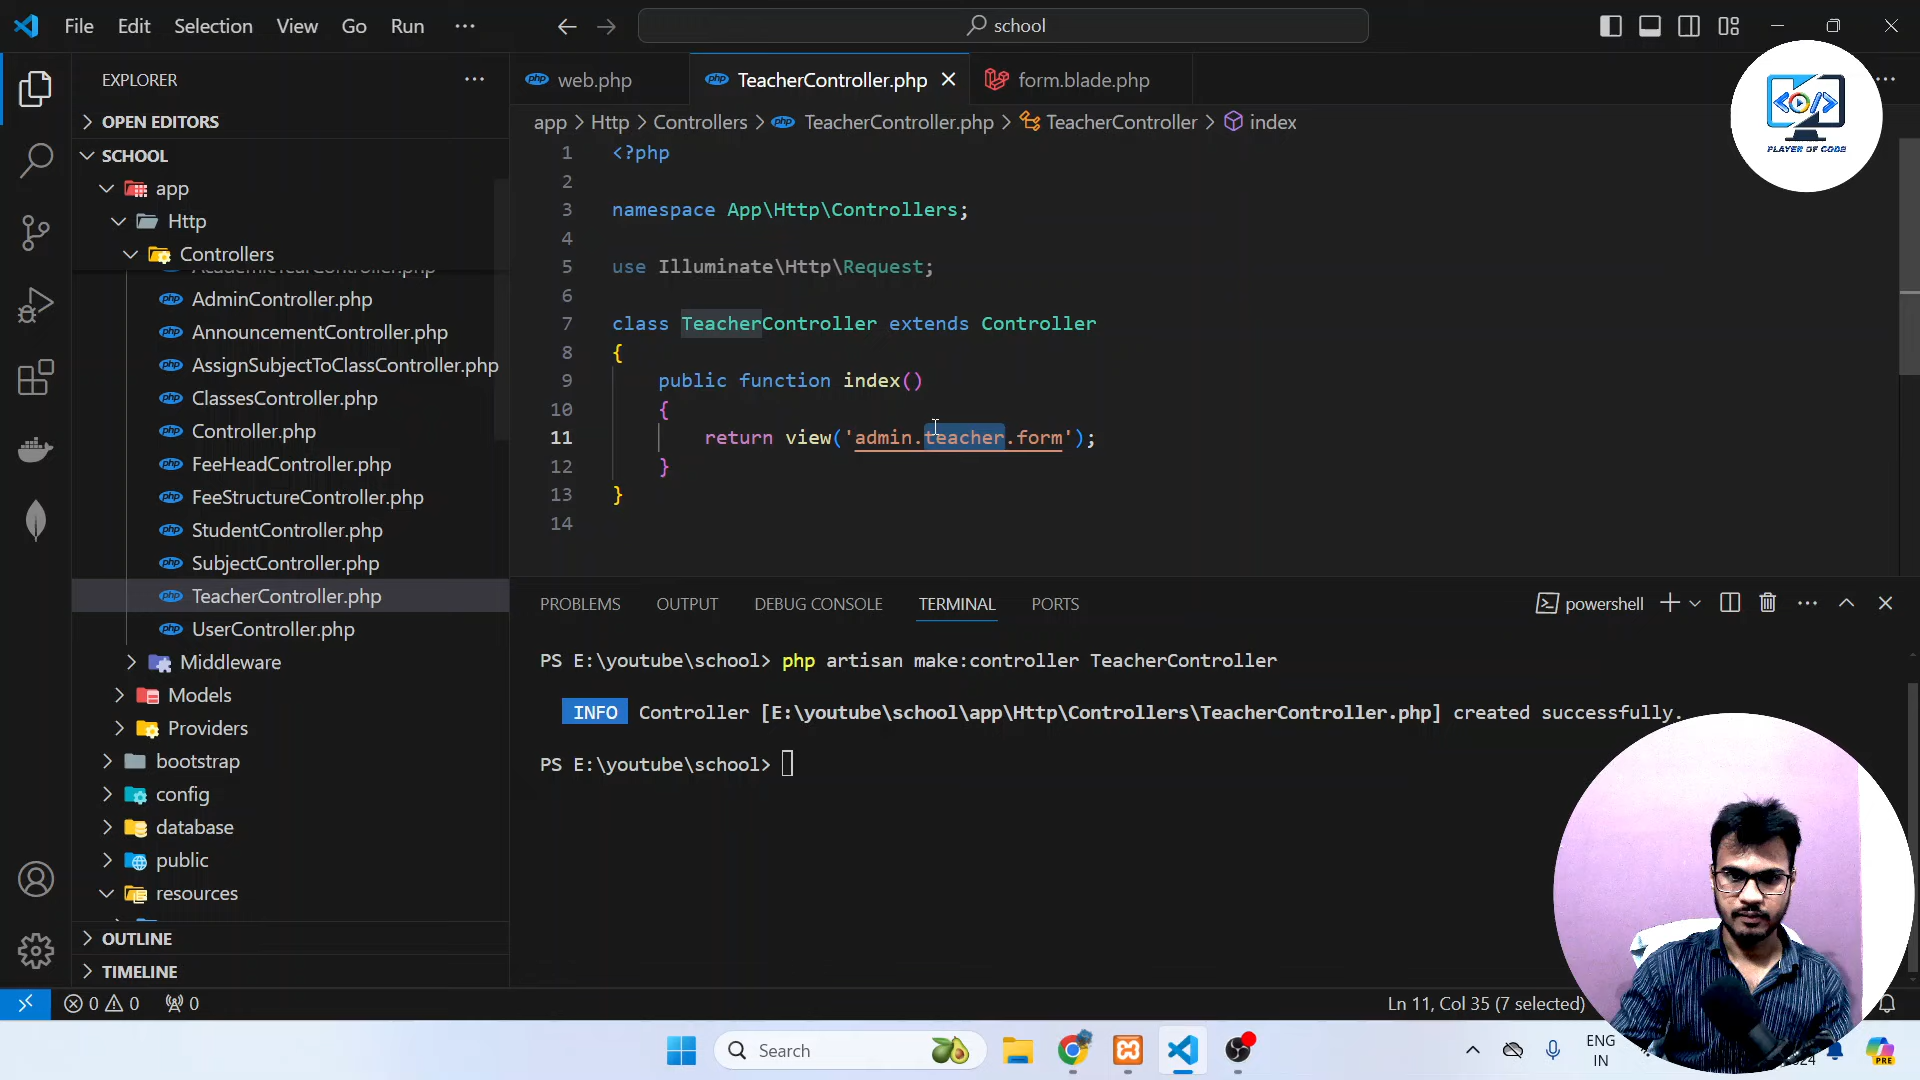 File Edit Selection View Go Run ··· school
EXPLORER ···
OPEN EDITORS
SCHOOL
app
Http
Controllers
AcademicYearController.php
AdminController.php
AnnouncementController.php
AssignSubjectToClassController.php
ClassesController.php
Controller.php
FeeHeadController.php
FeeStructureController.php
StudentController.php
SubjectController.php
TeacherController.php
UserController.php
Middleware
Models
Providers
bootstrap
config
database
public
resources
OUTLINE
TIMELINE
web.php TeacherController.php form.blade.php
app > Http > Controllers > TeacherController.php > TeacherController > index
PLAYER OF CODE
1 <?php
2
3 namespace App\Http\Controllers;
4
5 use Illuminate\Http\Request;
6
7 class TeacherController extends Controller
8 {
9 public function index()
10 {
11 return view('admin.teacher.form');
12 }
13 }
14
PROBLEMS OUTPUT DEBUG CONSOLE TERMINAL PORTS powershell
PS E:\youtube\school> php artisan make:controller TeacherController
INFO Controller [E:\youtube\school\app\Http\Controllers\TeacherController.php] created successfully.
PS E:\youtube\school>
0 0 0 Ln 11, Col 35 (7 selected)
Search ENG
IN
PRE